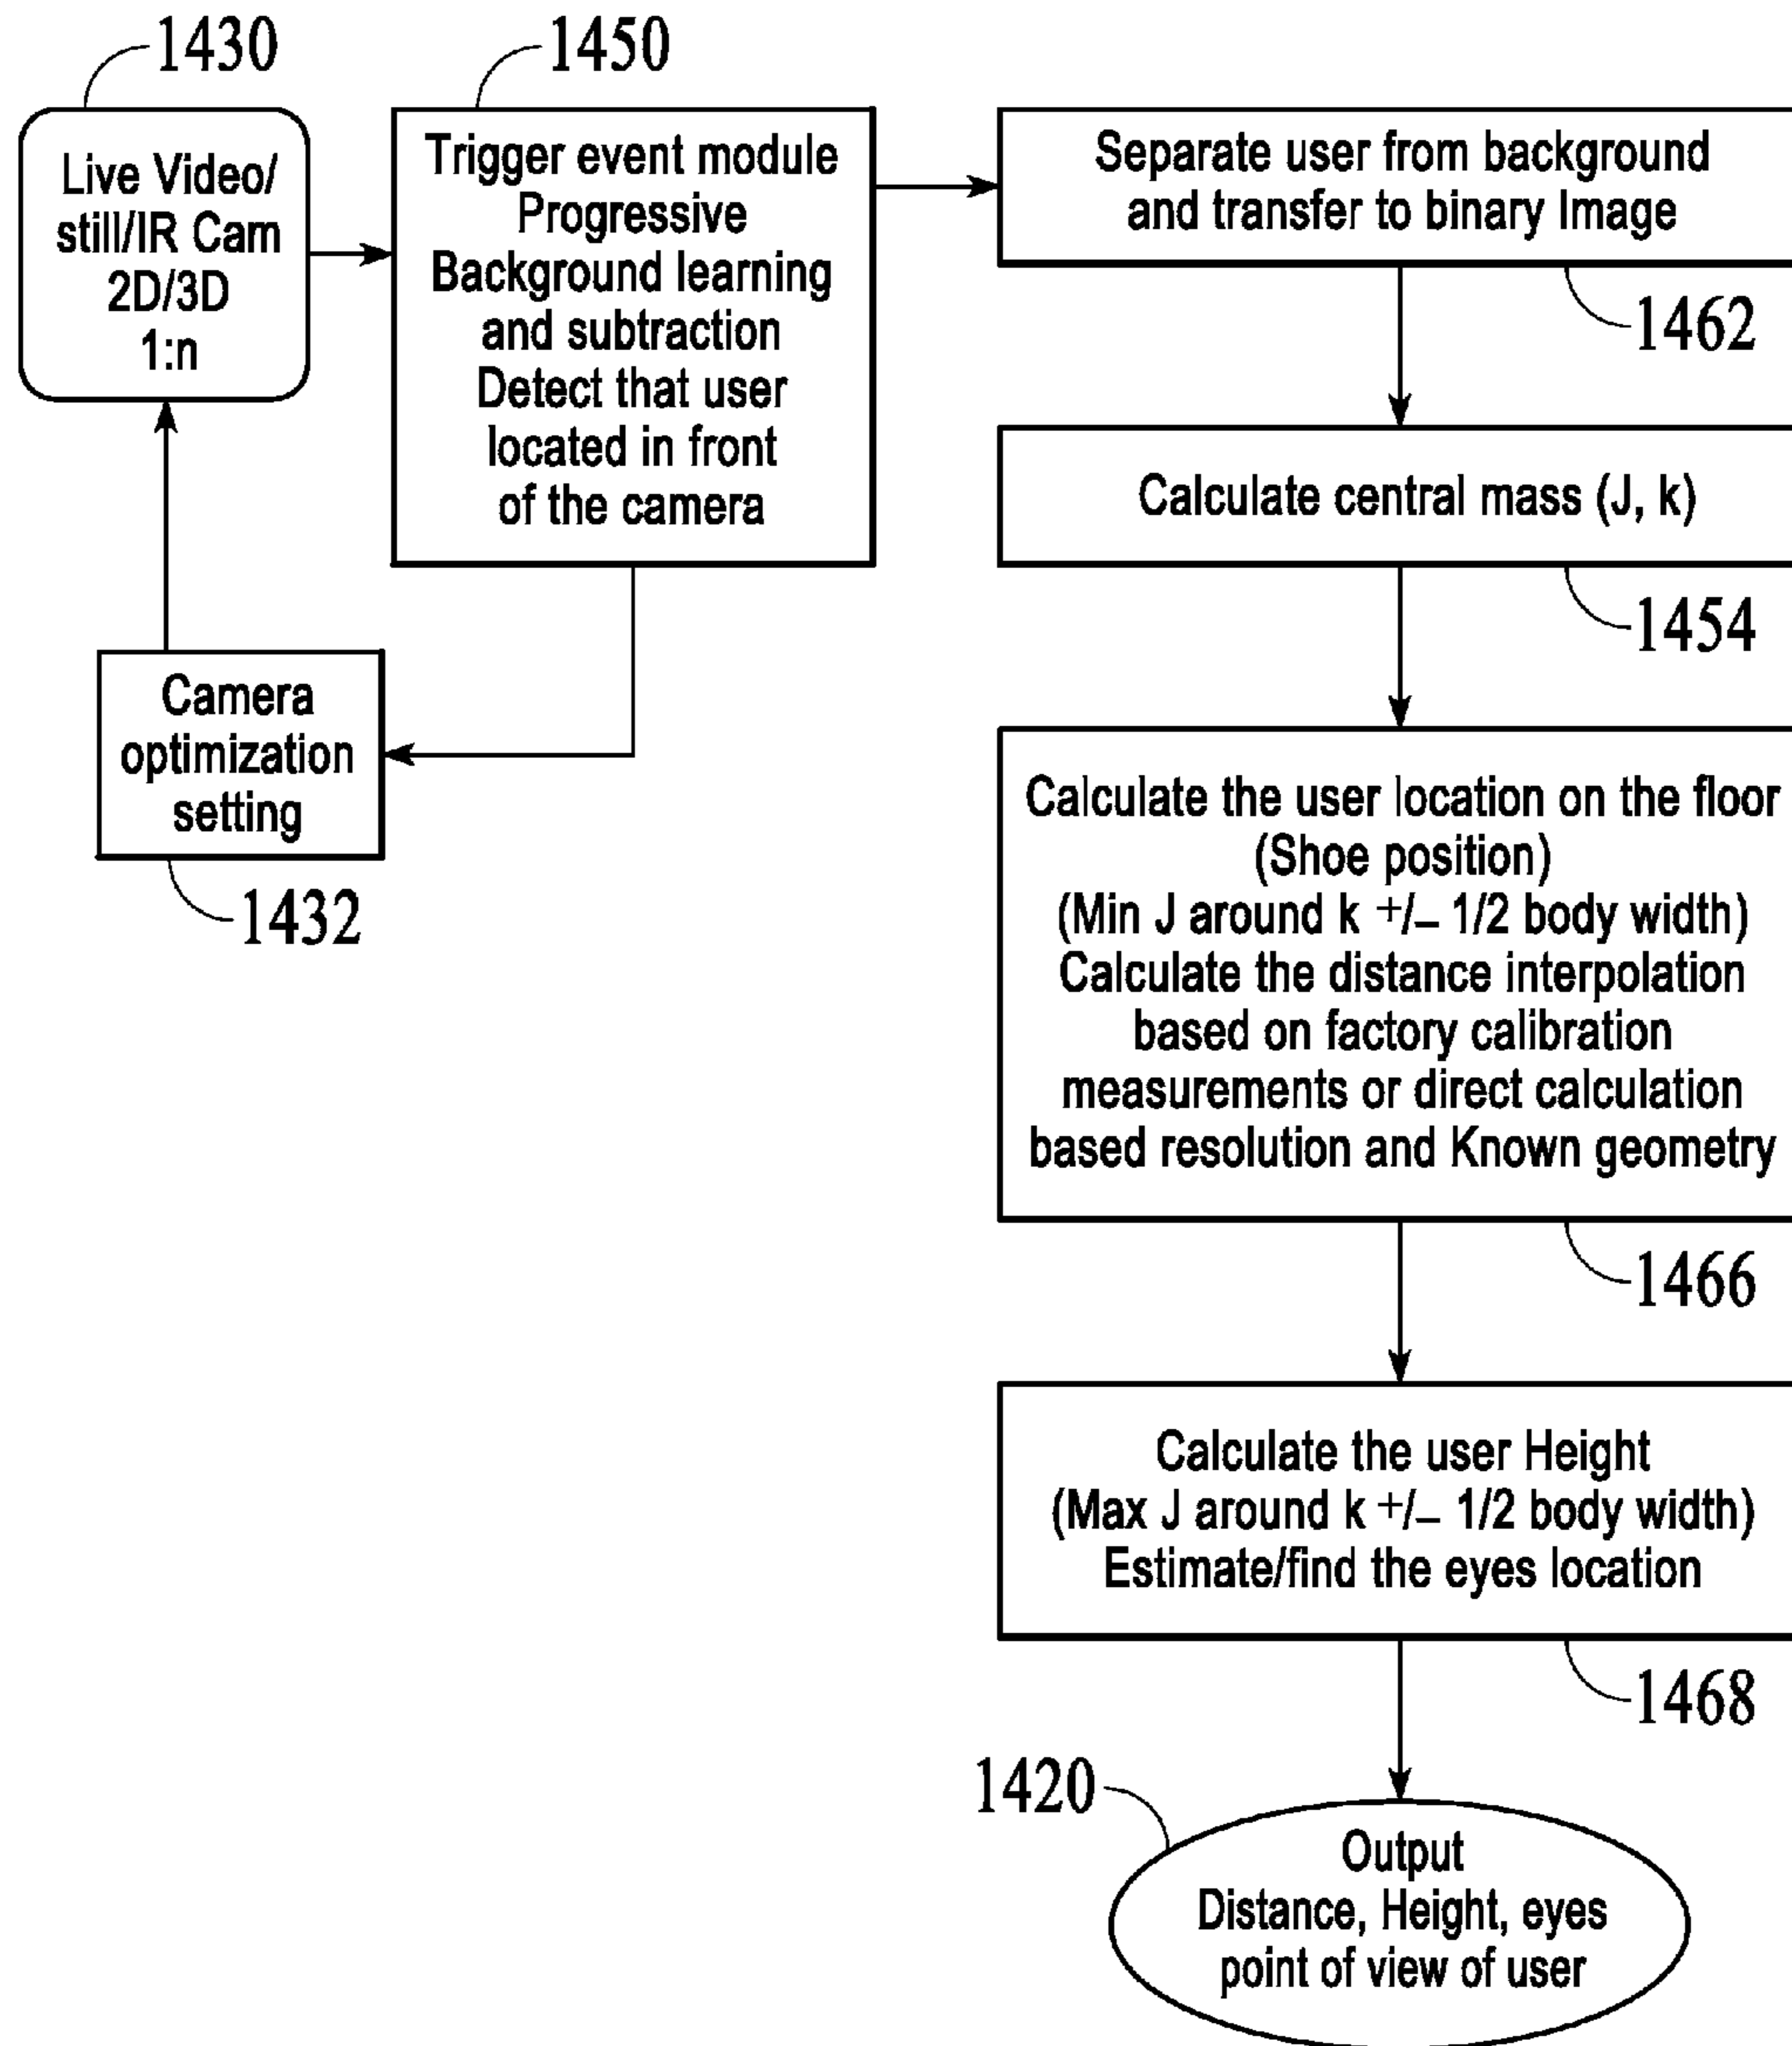 1430
Live Video/
still/IR Cam
2D/3D
1:n
1450
Trigger event module
Progressive
Background learning
and subtraction
Detect that user
located in front
of the camera
Camera
optimization
setting
1432
Separate user from background
and transfer to binary Image
1462
Calculate central mass (J, k)
1454
Calculate the user location on the floor
(Shoe position)
(Min J around k +/– 1/2 body width)
Calculate the distance interpolation
based on factory calibration
measurements or direct calculation
based resolution and Known geometry
1466
Calculate the user Height
(Max J around k +/– 1/2 body width)
Estimate/find the eyes location
1468
1420
Output
Distance, Height, eyes
point of view of user